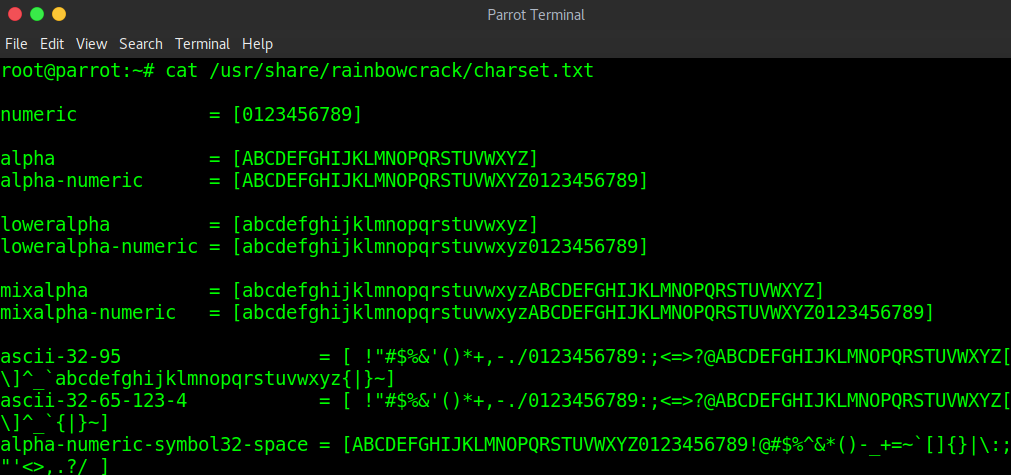 Parrot Terminal
File Edit View Search Terminal Help
root@parrot:~# cat /usr/share/rainbowcrack/charset.txt
numeric = [0123456789]
alpha = [ABCDEFGHIJKLMNOPQRSTUVWXYZ]
alpha-numeric = [ABCDEFGHIJKLMNOPQRSTUVWXYZ0123456789]
loweralpha = [abcdefghijklmnopqrstuvwxyz]
loweralpha-numeric = [abcdefghijklmnopqrstuvwxyz0123456789]
mixalpha = [abcdefghijklmnopqrstuvwxyzABCDEFGHIJKLMNOPQRSTUVWXYZ]
mixalpha-numeric = [abcdefghijklmnopqrstuvwxyzABCDEFGHIJKLMNOPQRSTUVWXYZ0123456789]
ascii-32-95 = [ !"#$%&'()*+,-./0123456789:;<=>?@ABCDEFGHIJKLMNOPQRSTUVWXYZ[
\]^_`abcdefghijklmnopqrstuvwxyz{|}~]
ascii-32-65-123-4 = [ !"#$%&'()*+,-./0123456789:;<=>?@ABCDEFGHIJKLMNOPQRSTUVWXYZ[
\]^_`{|}~]
alpha-numeric-symbol32-space = [ABCDEFGHIJKLMNOPQRSTUVWXYZ0123456789!@#$%^&*()-_+=~`[]{}|\:;
"'<>,.?/ ]